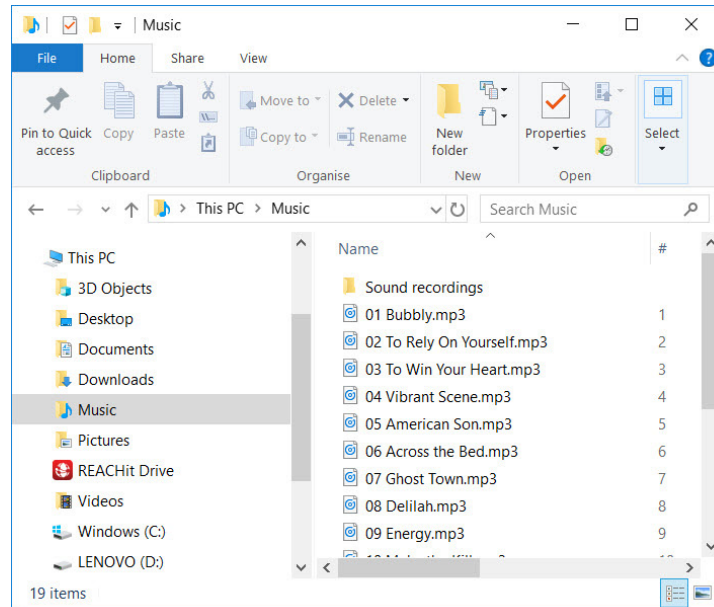 Music
File Home Share View
Pin to Quick access
Copy
Paste
Move to
Copy to
Delete
Rename
New folder
Properties
Select
Clipboard Organise New Open
This PC > Music
Search Music
This PC
3D Objects
Desktop
Documents
Downloads
Music
Pictures
REACHit Drive
Videos
Windows (C:)
LENOVO (D:)
Name #
Sound recordings
01 Bubbly.mp3 1
02 To Rely On Yourself.mp3 2
03 To Win Your Heart.mp3 3
04 Vibrant Scene.mp3 4
05 American Son.mp3 5
06 Across the Bed.mp3 6
07 Ghost Town.mp3 7
08 Delilah.mp3 8
09 Energy.mp3 9
19 items